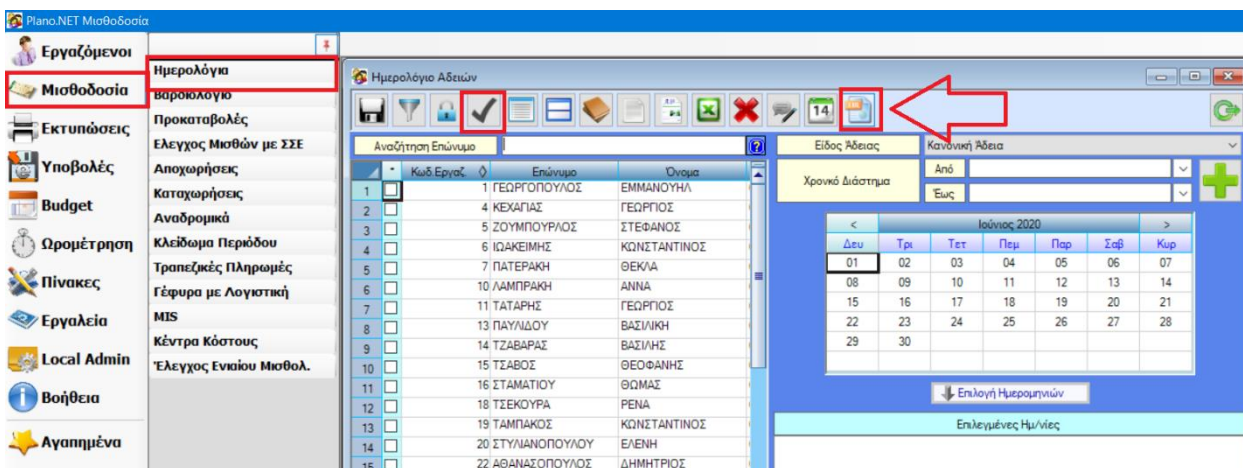 Plano.NET Μισθοδοσία
Εργαζόμενοι
Μισθοδοσία
Εκτυπώσεις
Υποβολές
Budget
Ωρομέτρηση
Πίνακες
Εργαλεία
Local Admin
Βοήθεια
Αγαπημένα
Ημερολόγια
Βαρδιολόγιο
Προκαταβολές
Ελεγχος Μισθών με ΣΣΕ
Αποχωρήσεις
Καταχωρήσεις
Αναδρομικά
Κλείδωμα Περιόδου
Τραπεζικές Πληρωμές
Γέφυρα με Λογιστική
MIS
Κέντρα Κόστους
Έλεγχος Ενιαίου Μισθολ.
Ημερολόγιο Αδειών
14
Αναζήτηση Επώνυμο
Κωδ.Εργαζ. Επώνυμο Όνομα
1 1 ΓΕΩΡΓΟΠΟΥΛΟΣ ΕΜΜΑΝΟΥΗΛ
2 4 ΚΕΧΑΓΙΑΣ ΓΕΩΡΓΙΟΣ
3 5 ΖΟΥΜΠΟΥΡΛΟΣ ΣΤΕΦΑΝΟΣ
4 6 ΙΩΑΚΕΙΜΗΣ ΚΩΝΣΤΑΝΤΙΝΟΣ
5 7 ΠΑΤΕΡΑΚΗ ΘΕΚΛΑ
6 10 ΛΑΜΠΡΑΚΗ ΑΝΝΑ
7 11 ΤΑΤΑΡΗΣ ΓΕΩΡΓΙΟΣ
8 13 ΠΑΥΛΙΔΟΥ ΒΑΣΙΛΙΚΗ
9 14 ΤΖΑΒΑΡΑΣ ΒΑΣΙΛΗΣ
10 15 ΤΣΑΒΟΣ ΘΕΟΦΑΝΗΣ
11 16 ΣΤΑΜΑΤΙΟΥ ΘΩΜΑΣ
12 18 ΤΣΕΚΟΥΡΑ ΡΕΝΑ
13 19 ΤΑΜΠΑΚΟΣ ΚΩΝΣΤΑΝΤΙΝΟΣ
14 20 ΣΤΥΛΙΑΝΟΠΟΥΛΟΥ ΕΛΕΝΗ
15 22 ΑΘΑΝΑΣΟΠΟΥΛΟΣ ΔΗΜΗΤΡΙΟΣ
Είδος Άδειας Κανονική Άδεια
Χρονκό Διάστημα
Από
Έως
< Ιούνιος 2020 >
Δευ Τρι Τετ Πεμ Παρ Σαβ Κυρ
01 02 03 04 05 06 07
08 09 10 11 12 13 14
15 16 17 18 19 20 21
22 23 24 25 26 27 28
29 30
Επιλογή Ημερομηνιών
Επιλεγμένες Ημ/νίες